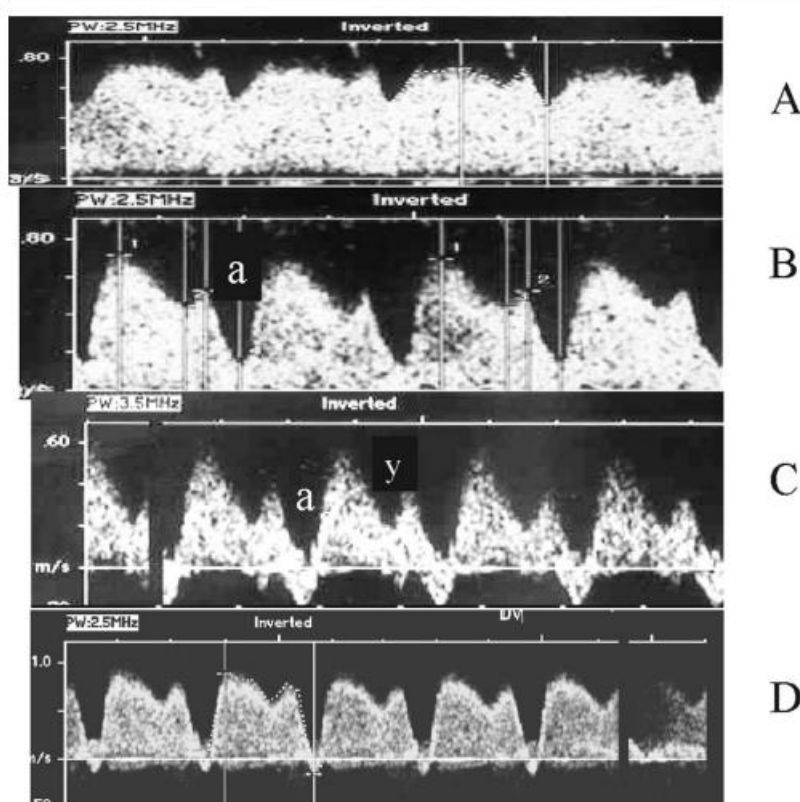 PW:2.5MHz Inverted
.80
A
PW:2.5MHz Inverted
.80
1 1
a
2
B
PW:3.5MHz Inverted
.60
y
a
C
m/s
DV
PW:2.5MHz Inverted
1.0
D